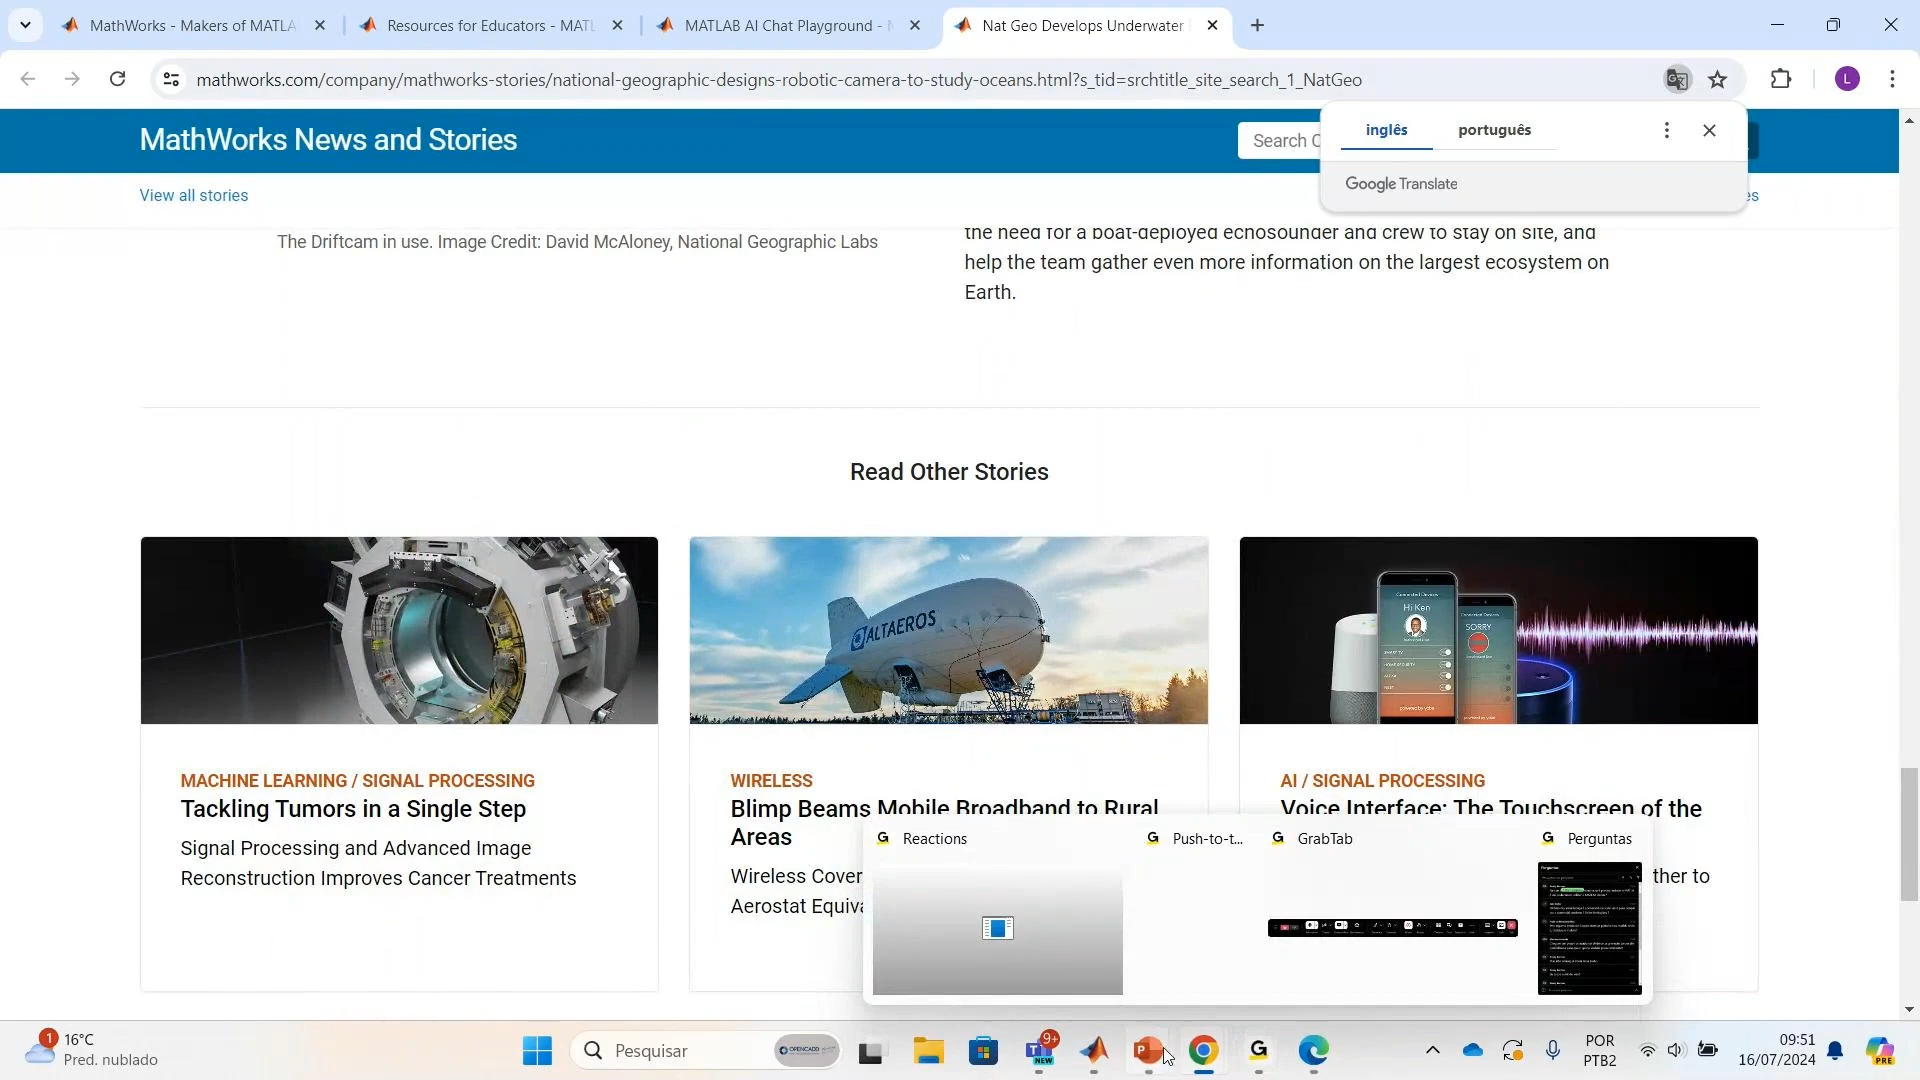 MathWorks - Makers of MATLA
Resources for Educators - MATL
MATLAB AI Chat Playground -
Nat Geo Develops Underwater
mathworks.com/company/mathworks-stories/national-geographic-designs-robotic-camera-to-study-oceans.html?s_tid=srchtitle_site_search_1_NatGeo
L
MathWorks News and Stories
Search
inglês
português
Google Translate
View all stories
The Driftcam in use. Image Credit: David McAloney, National Geographic Labs
the need for a boat-deployed echosounder and crew to stay on site, and
help the team gather even more information on the largest ecosystem on
Earth.
Read Other Stories
ALTAEROS
Connected Devices
Hi Ken
SORRY
MACHINE LEARNING / SIGNAL PROCESSING
Tackling Tumors in a Single Step
Signal Processing and Advanced Image
Reconstruction Improves Cancer Treatments
WIRELESS
Blimp Beams Mobile Broadband to Rural
Areas
Wireless Cover
Aerostat Equiva
AI / SIGNAL PROCESSING
Voice Interface: The Touchscreen of the
ther to
Reactions
Push-to-t...
GrabTab
Perguntas
1
16°C
Pred. nublado
Pesquisar
OPENCADD
9+
NEW
POR
PTB2
09:51
16/07/2024
PRE